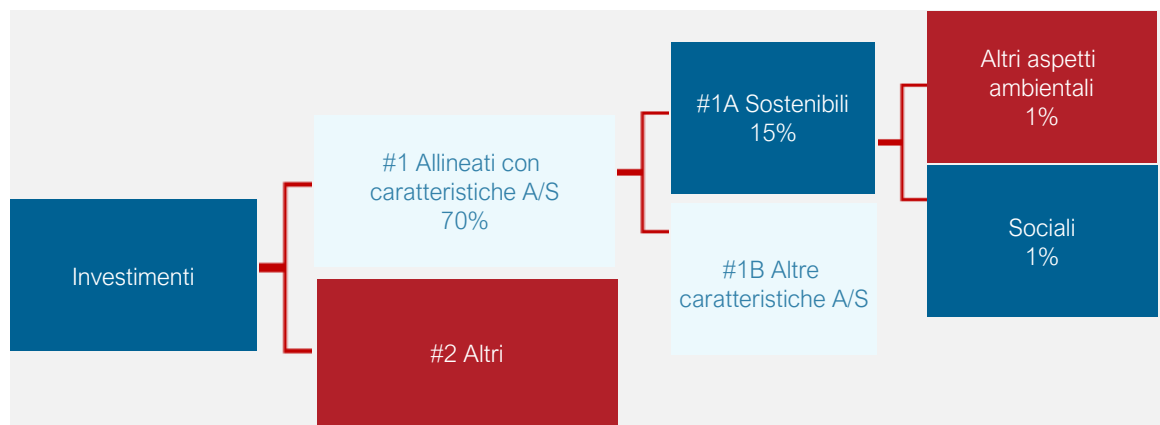 Investimenti
#1 Allineati con
caratteristiche A/S
70%
#2 Altri
#1A Sostenibili
15%
#1B Altre
caratteristiche A/S
Altri aspetti
ambientali
1%
Sociali
1%